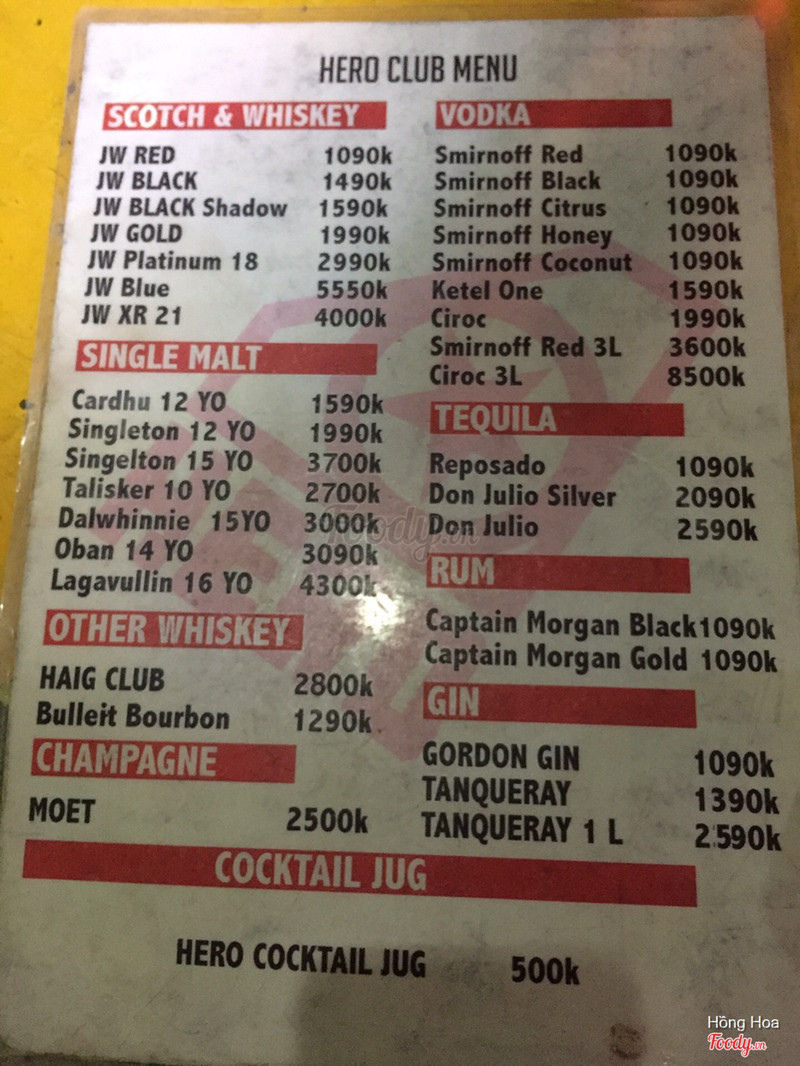 HERO CLUB MENU
SCOTCH & WHISKEY
JW RED 1090k
JW BLACK 1490k
JW BLACK Shadow 1590k
JW GOLD 1990k
JW Platinum 18 2990k
JW Blue 5550k
JW XR 21 4000k
SINGLE MALT
Cardhu 12 YO 1590k
Singleton 12 YO 1990k
Singelton 15 YO 3700k
Talisker 10 YO 2700k
Dalwhinnie 15YO 3000k
Oban 14 YO 3090k
Lagavullin 16 YO 4300k
OTHER WHISKEY
HAIG CLUB 2800k
Bulleit Bourbon 1290k
CHAMPAGNE
MOET 2500k
VODKA
Smirnoff Red 1090k
Smirnoff Black 1090k
Smirnoff Citrus 1090k
Smirnoff Honey 1090k
Smirnoff Coconut 1090k
Ketel One 1590k
Ciroc 1990k
Smirnoff Red 3L 3600k
Ciroc 3L 8500k
TEQUILA
Reposado 1090k
Don Julio Silver 2090k
Don Julio 2590k
RUM
Captain Morgan Black 1090k
Captain Morgan Gold 1090k
GIN
GORDON GIN 1090k
TANQUERAY 1390k
TANQUERAY 1 L 2590k
COCKTAIL JUG
HERO COCKTAIL JUG 500k
Foody.vn
Hồng Hoa
Foody.vn